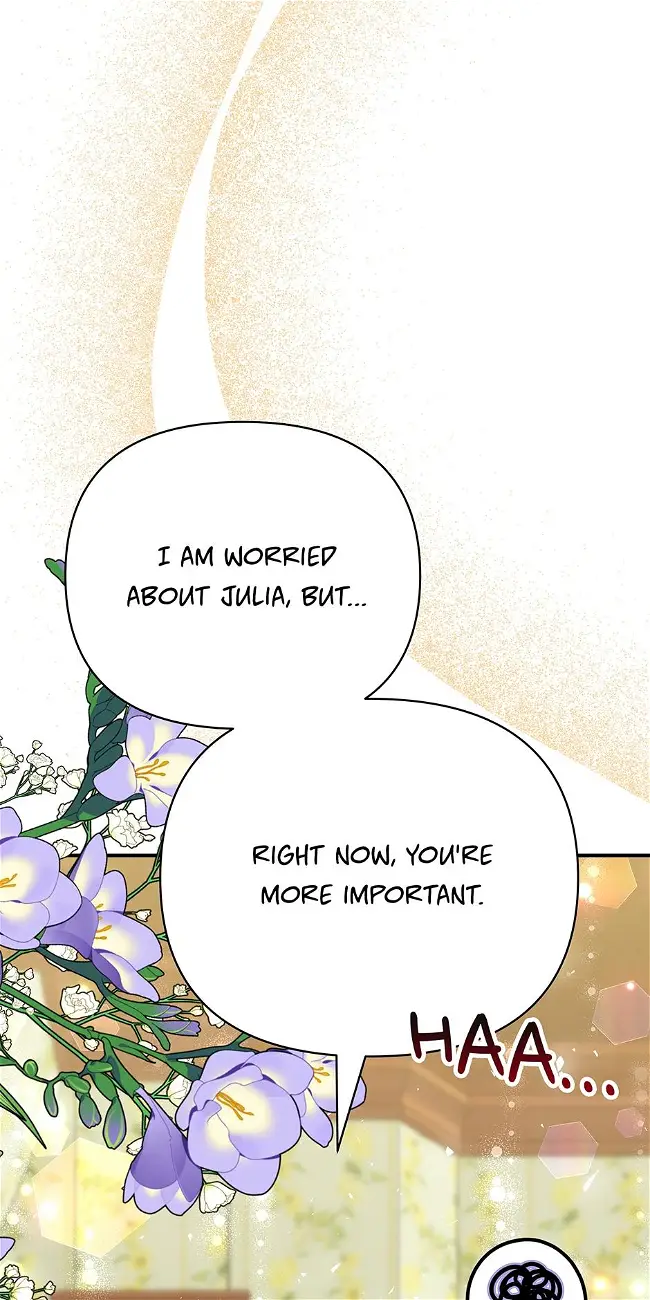 I AM WORRIED
ABOUT JULIA, BUT...
RIGHT NOW, YOU'RE
MORE IMPORTANT.
HAA...